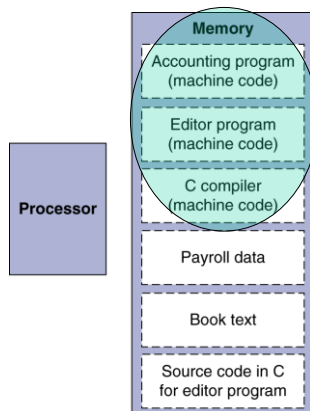 Memory
Accounting program
(machine code)
Editor program
(machine code)
C compiler
(machine code)
Processor
Payroll data
Book text
Source code in C
for editor program